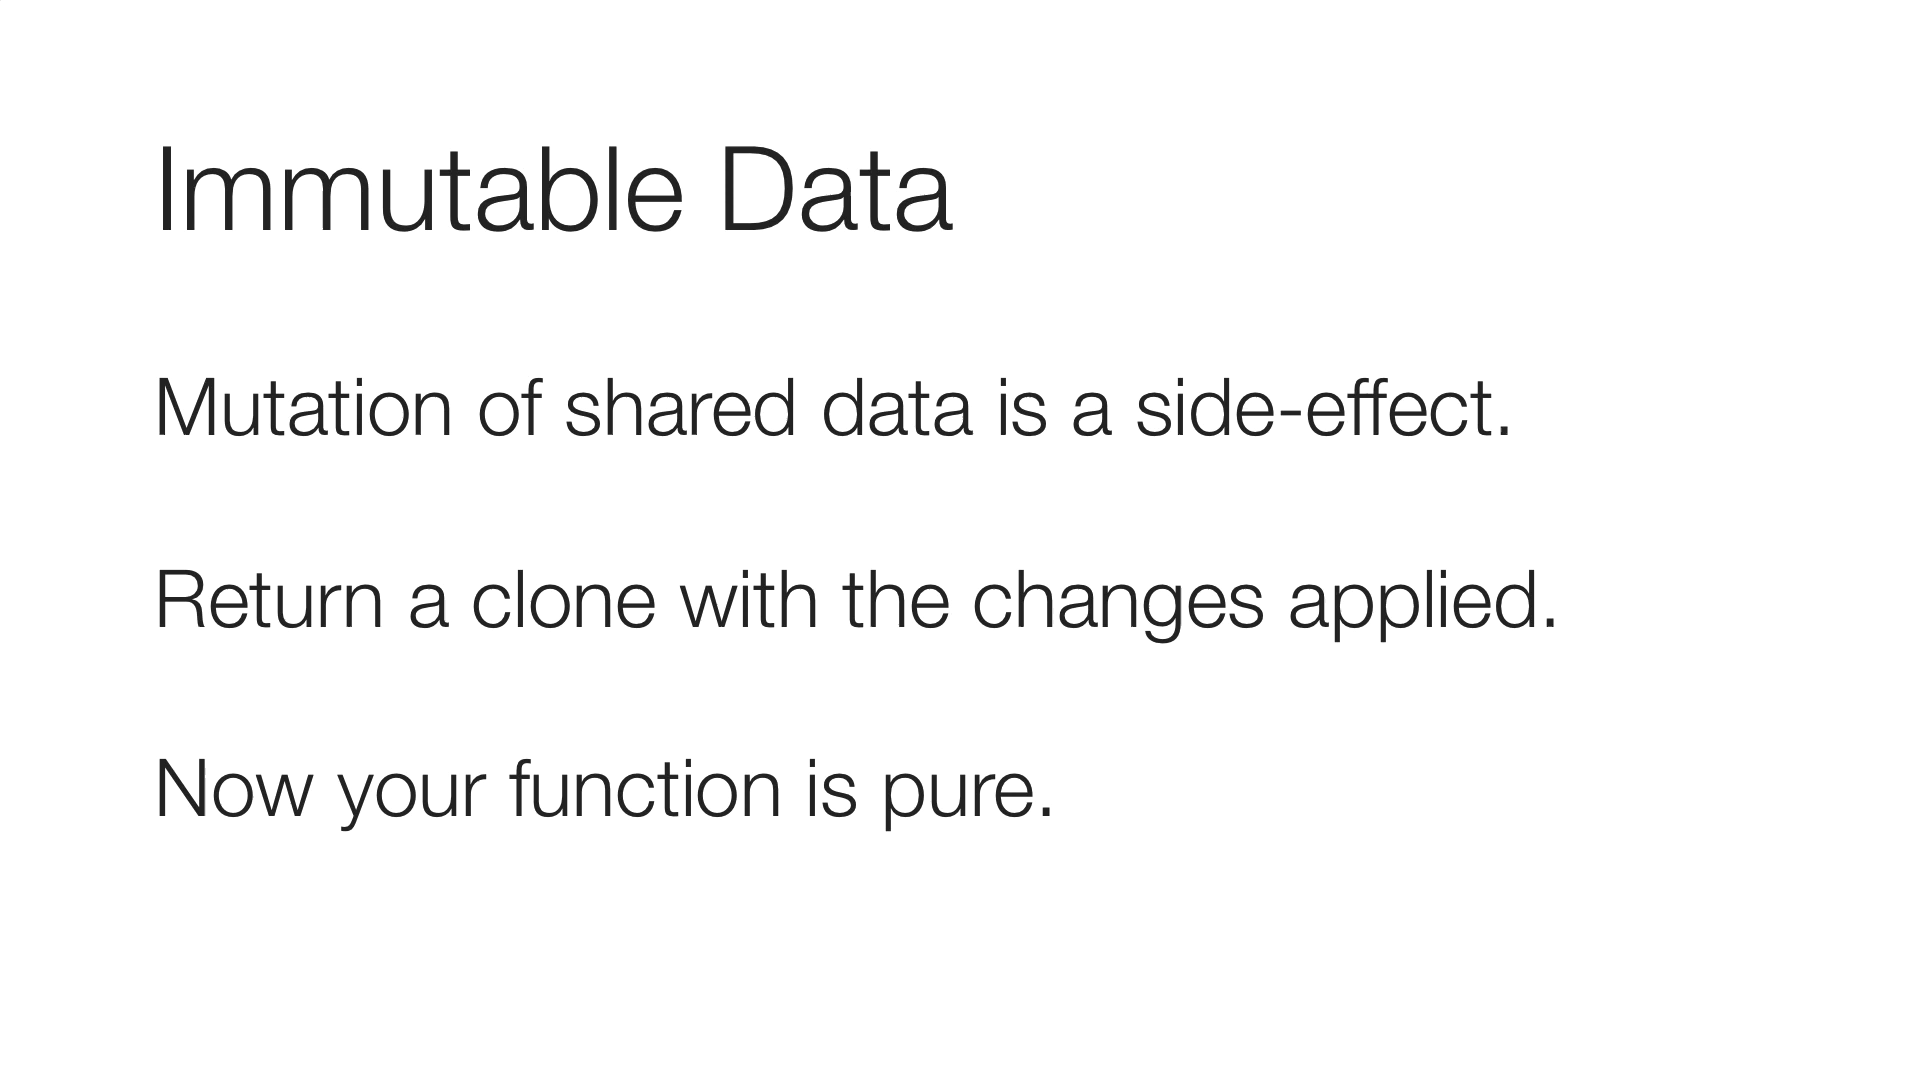 Immutable Data
Mutation of shared data is a side-effect.
Return a clone with the changes applied.
Now your function is pure.